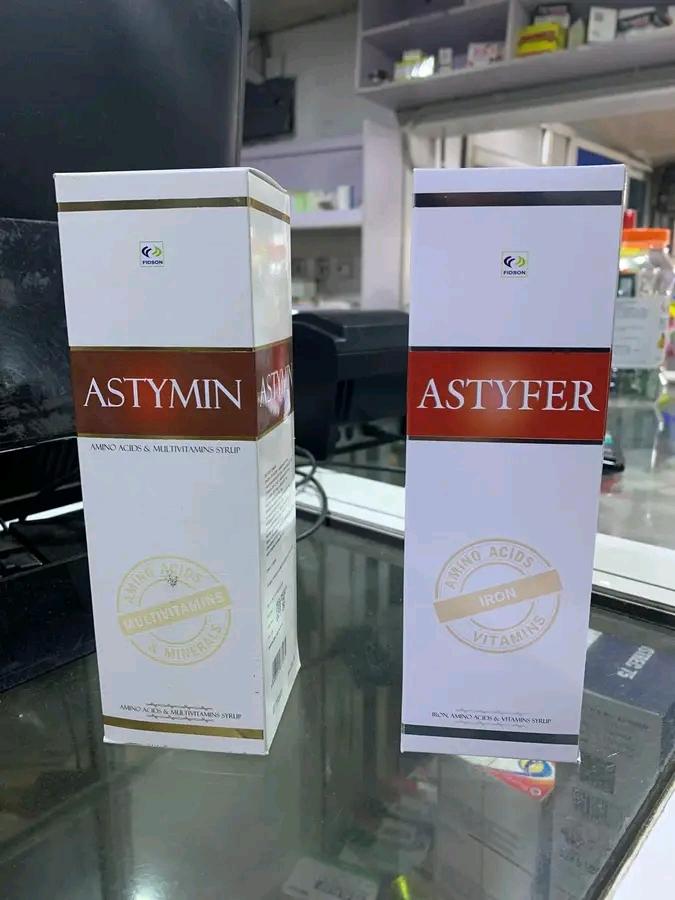 FIDSON
ASTYMIN
ASTYMIN
AMINO ACIDS & MULTIVITAMINS SYRUP
AMINO ACIDS
MULTIVITAMINS
& MINERALS
AMINO ACIDS & MULTIVITAMINS SYRUP
FIDSON
ASTYFER
AMINO ACIDS
IRON
VITAMINS
IRON, AMINO ACIDS & VITAMINS SYRUP